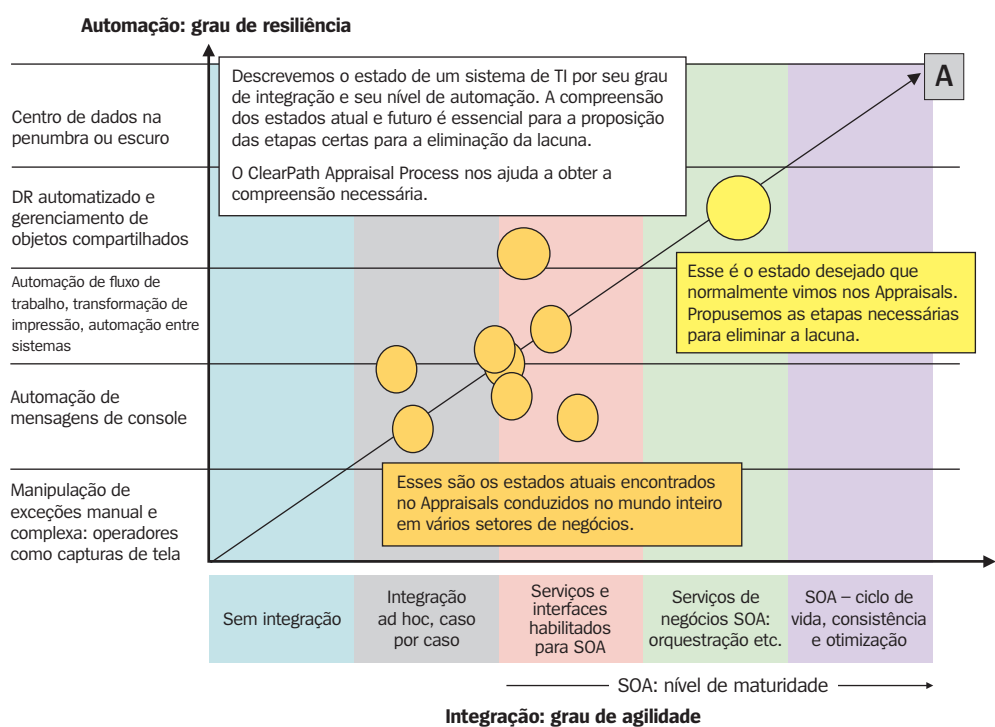 Automação: grau de resiliência
Descrevemos o estado de um sistema de TI por seu grau
de integração e seu nível de automação. A compreensão
dos estados atual e futuro é essencial para a proposição
das etapas certas para a eliminação da lacuna.
O ClearPath Appraisal Process nos ajuda a obter a
compreensão necessária.
A
Centro de dados na
penumbra ou escuro
DR automatizado e
gerenciamento de
objetos compartilhados
Automação de fluxo de
trabalho, transformação de
impressão, automação entre
sistemas
Esse é o estado desejado que
normalmente vimos nos Appraisals.
Propusemos as etapas necessárias
para eliminar a lacuna.
Automação de
mensagens de console
Manipulação de
exceções manual e
complexa: operadores
como capturas de tela
Esses são os estados atuais encontrados
no Appraisals conduzidos no mundo inteiro
em vários setores de negócios.
Sem integração
Integração
ad hoc, caso
por caso
Serviços e
interfaces
habilitados
para SOA
Serviços de
negócios SOA:
orquestração etc.
SOA – ciclo de
vida, consistência
e otimização
SOA: nível de maturidade
Integração: grau de agilidade